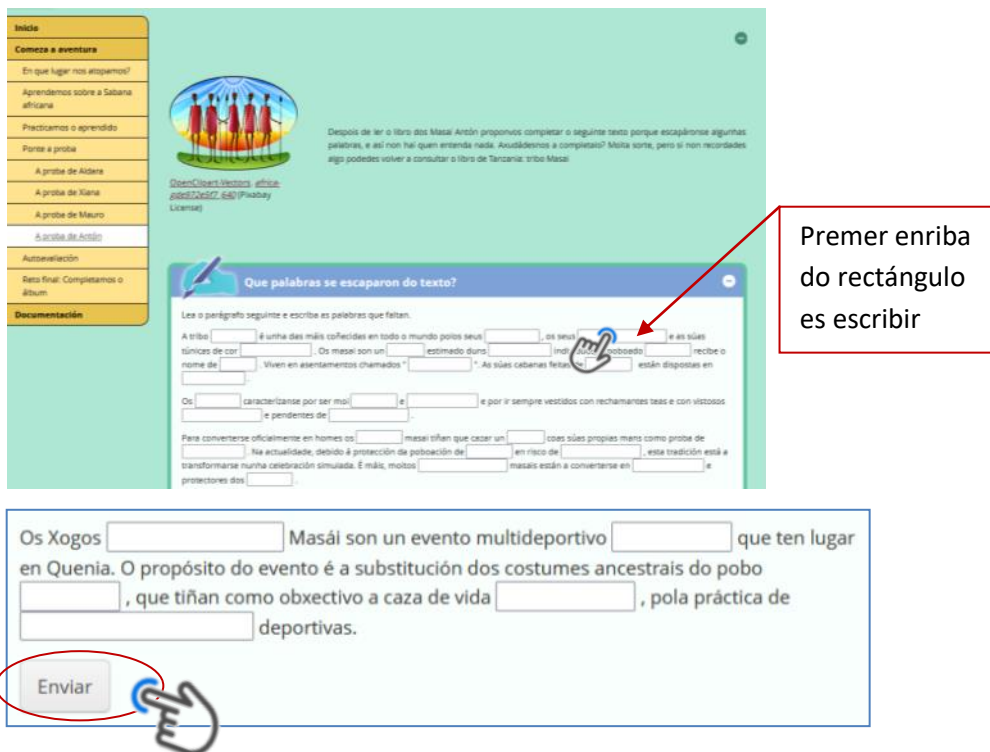 Inicio
Comeza a aventura
En que lugar nos atopamos?
Aprendemos sobre a Sabana
africana
Practicamos o aprendido
Ponte a proba
A proba de Aldara
A proba de Xiana
A proba de Mauro
A proba de Antón
Autoavaliación
Reto final: Completamos o
álbum
Documentación
Despois de ler o libro dos Masai Antón proponvos completar o seguinte texto porque escapáronse algunhas
palabras, e así non hai quen entenda nada. Axudádesnos a completalo? Moita sorte, pero si non recordades
algo podedes volver a consultar o libro de Tanzania: tribo Masai
OpenClipart-Vectors. africa-
(Pixabay
License)
Que palabras se escaparon do texto?
Lea o parágrafo seguinte e escriba as palabras que faltan.
A tribo é unha das máis coñecidas en todo o mundo polos seus , os seus e as súas
túnicas de cor . Os masai son un estimado duns poboado recibe o
nome de . Viven en asentamentos chamados " ". As súas cabanas feitas de están dispostas en
.
Os caracterízanse por ser moi e e por ir sempre vestidos con rechamantes teas e con vistosos
e pendentes de .
Para converterse oficialmente en homes os masai tiñan que cazar un coas súas propias mans como proba de
. Na actualidade, debido á protección da poboación de en risco de , esta tradición está a
transformarse nunha celebración simulada. É máis, moitos masais están a converterse en e
protectores dos .
Premer enriba
do rectángulo
es escribir
Os Xogos Masái son un evento multideportivo que ten lugar
en Quenia. O propósito do evento é a substitución dos costumes ancestrais do pobo
, que tiñan como obxectivo a caza de vida , pola práctica de
deportivas.
Enviar